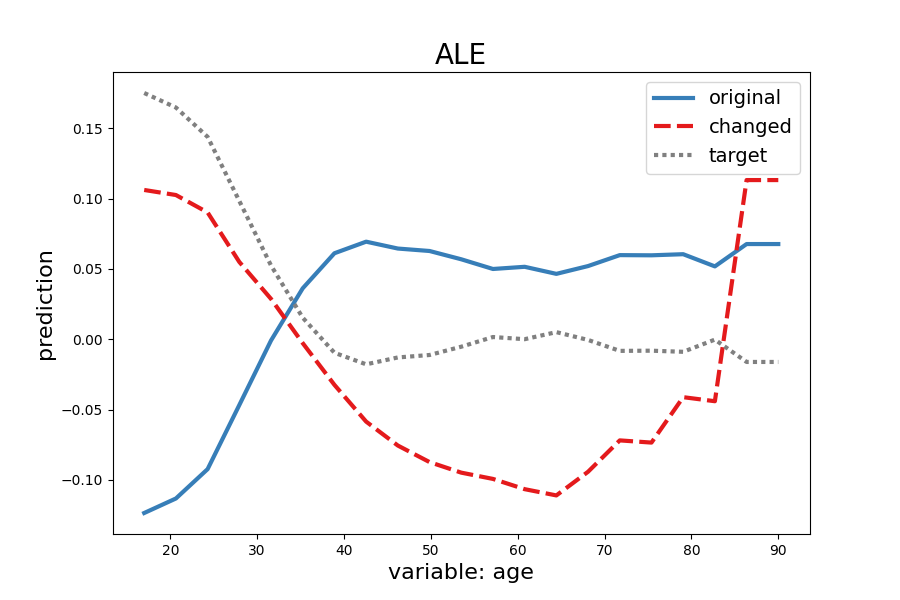 ALE
original
changed
target
prediction
0.15
0.10
0.05
0.00
−0.05
−0.10
20 30 40 50 60 70 80 90
variable: age